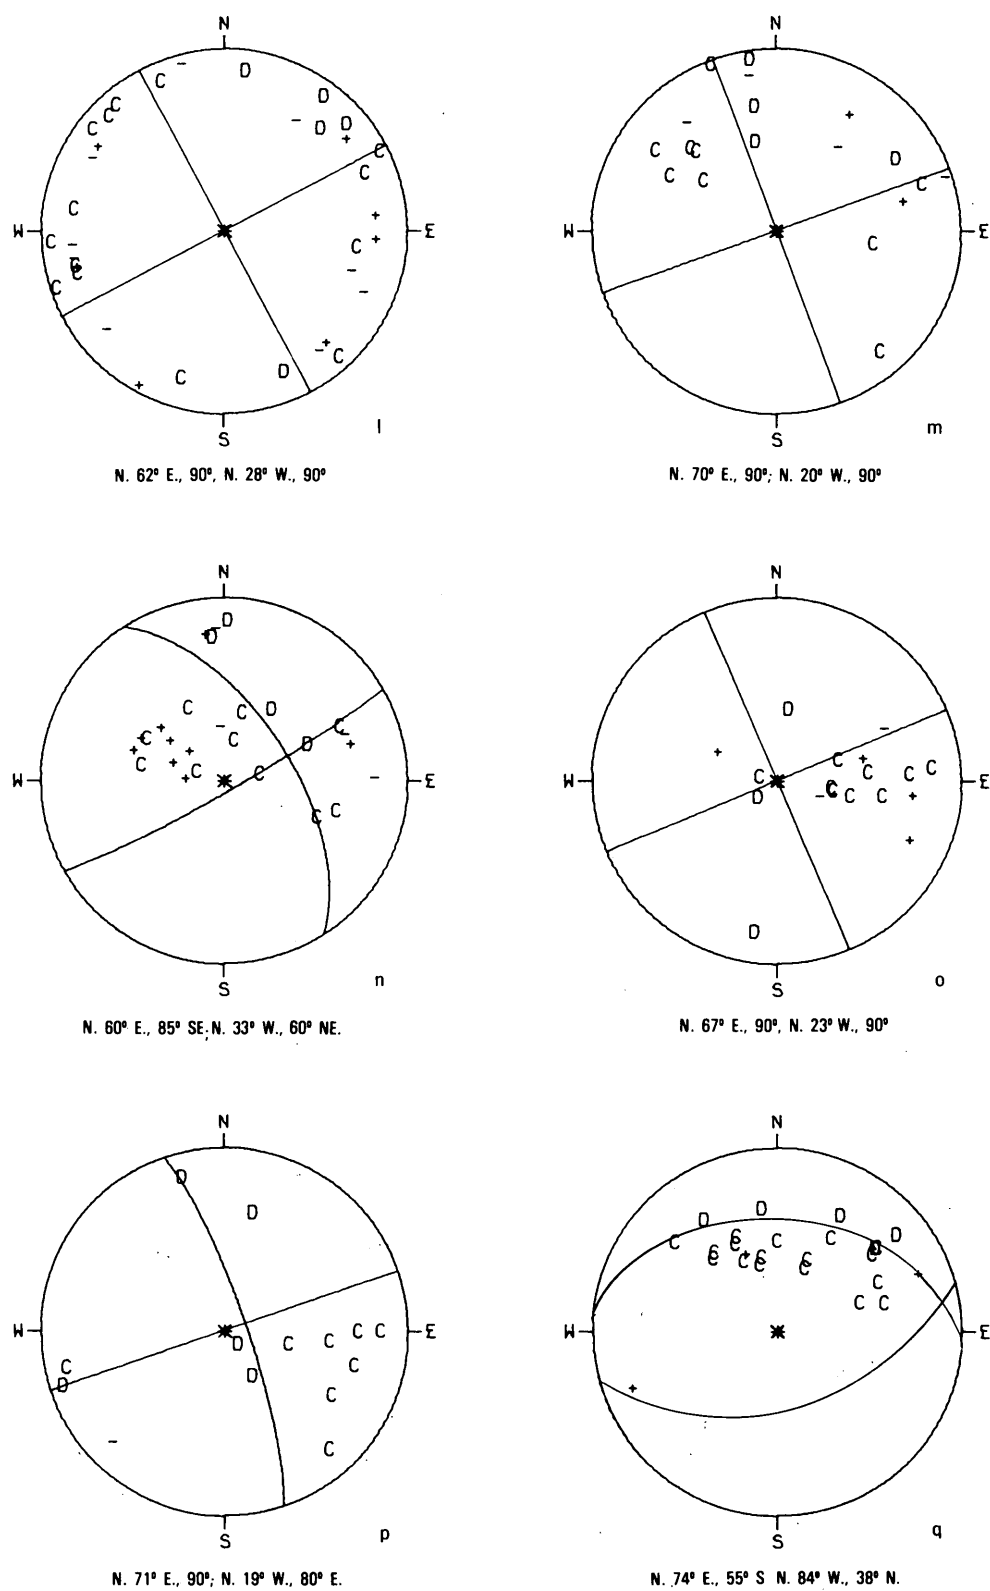 N
N
W
E
W
E
S
S
l
m
N. 62° E., 90°, N. 28° W., 90°
N. 70° E., 90°; N. 20° W., 90°
N
N
W
E
W
E
S
S
n
o
N. 60° E., 85° SE; N. 33° W., 60° NE.
N. 67° E., 90°, N. 23° W., 90°
N
N
W
E
W
E
S
S
p
q
N. 71° E., 90°; N. 19° W., 80° E.
N. 74° E., 55° S N. 84° W., 38° N.